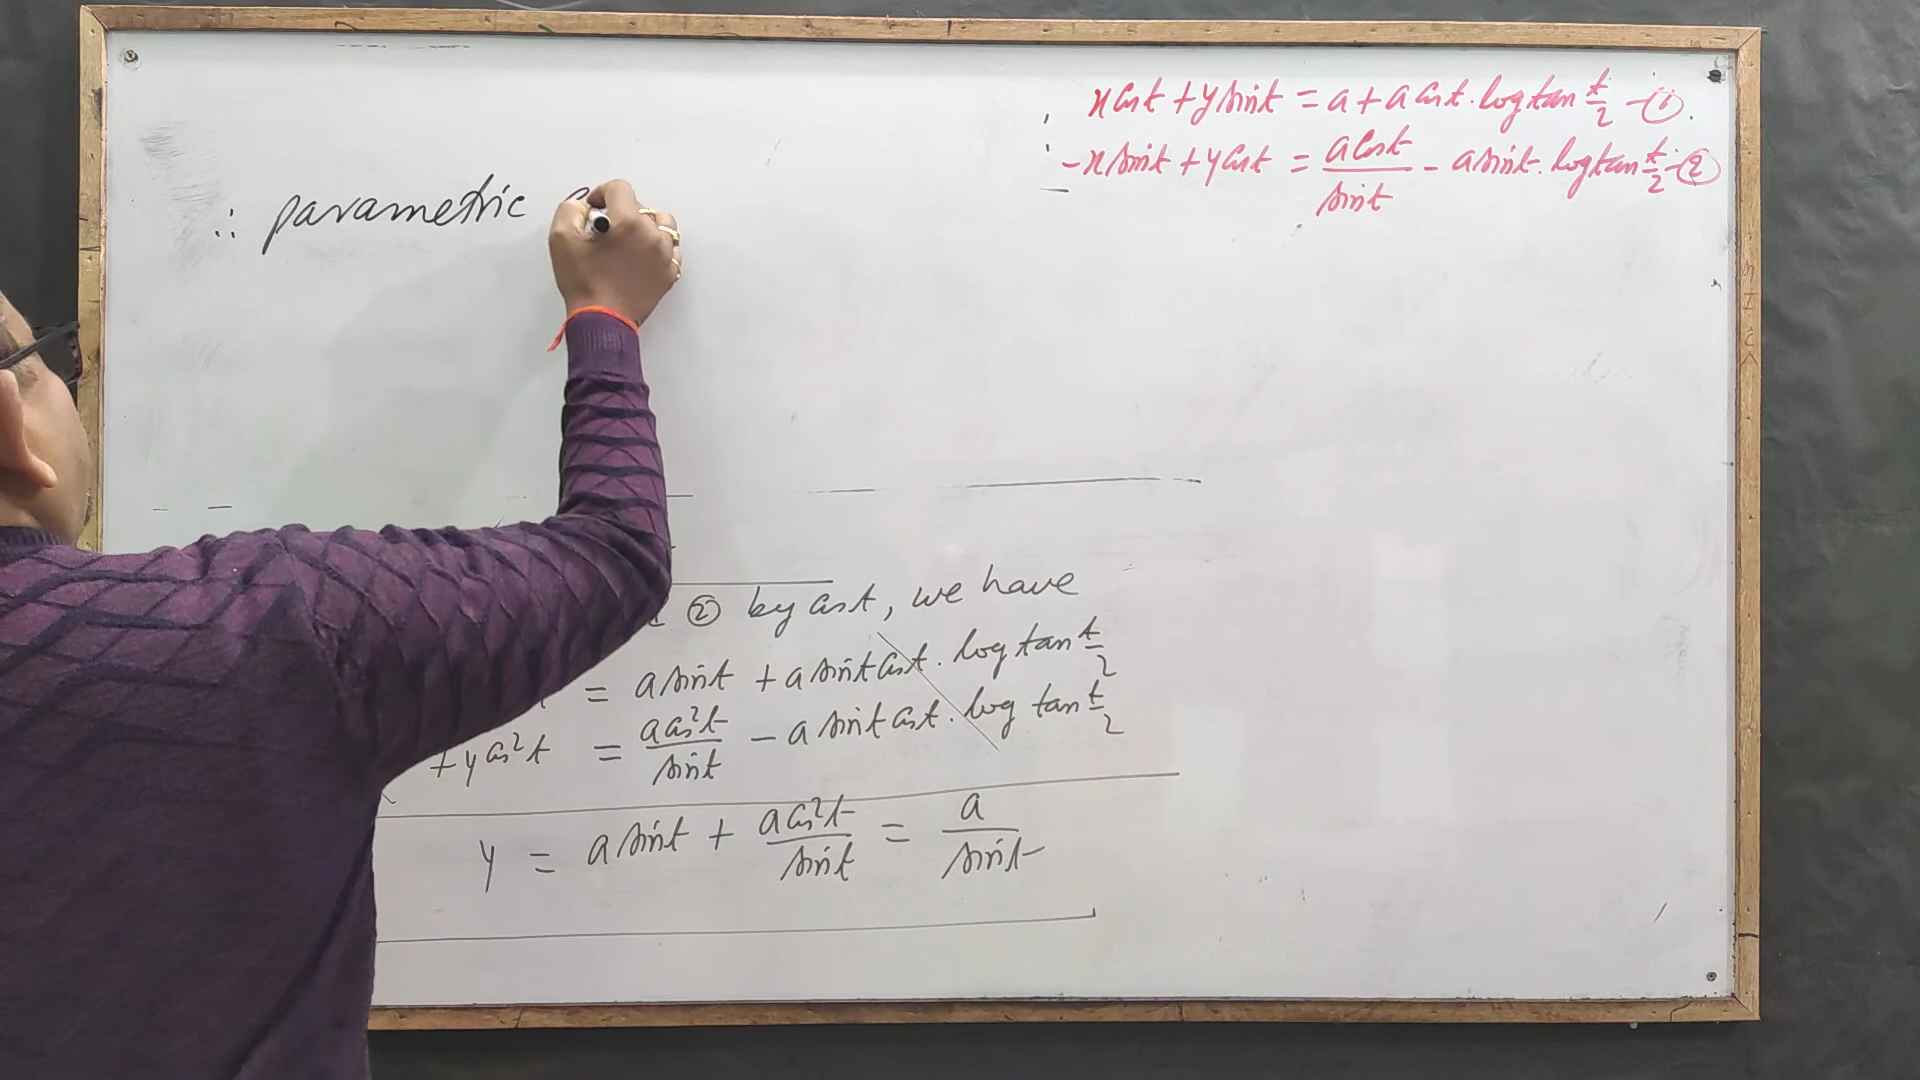 x cos t + y sin t = a + a cos t . log tan t/2 - ①.
- x sin t + y cos t = a cos t / sin t - a sin t . log tan t/2 - ②
∴ parametric
② by cos t, we have
= a sin t + a sin t cos t . log tan t/2
+ y cos² t = a cos² t / sin t - a sin t cos t . log tan t/2
y = a sin t + a cos² t / sin t = a / sin t